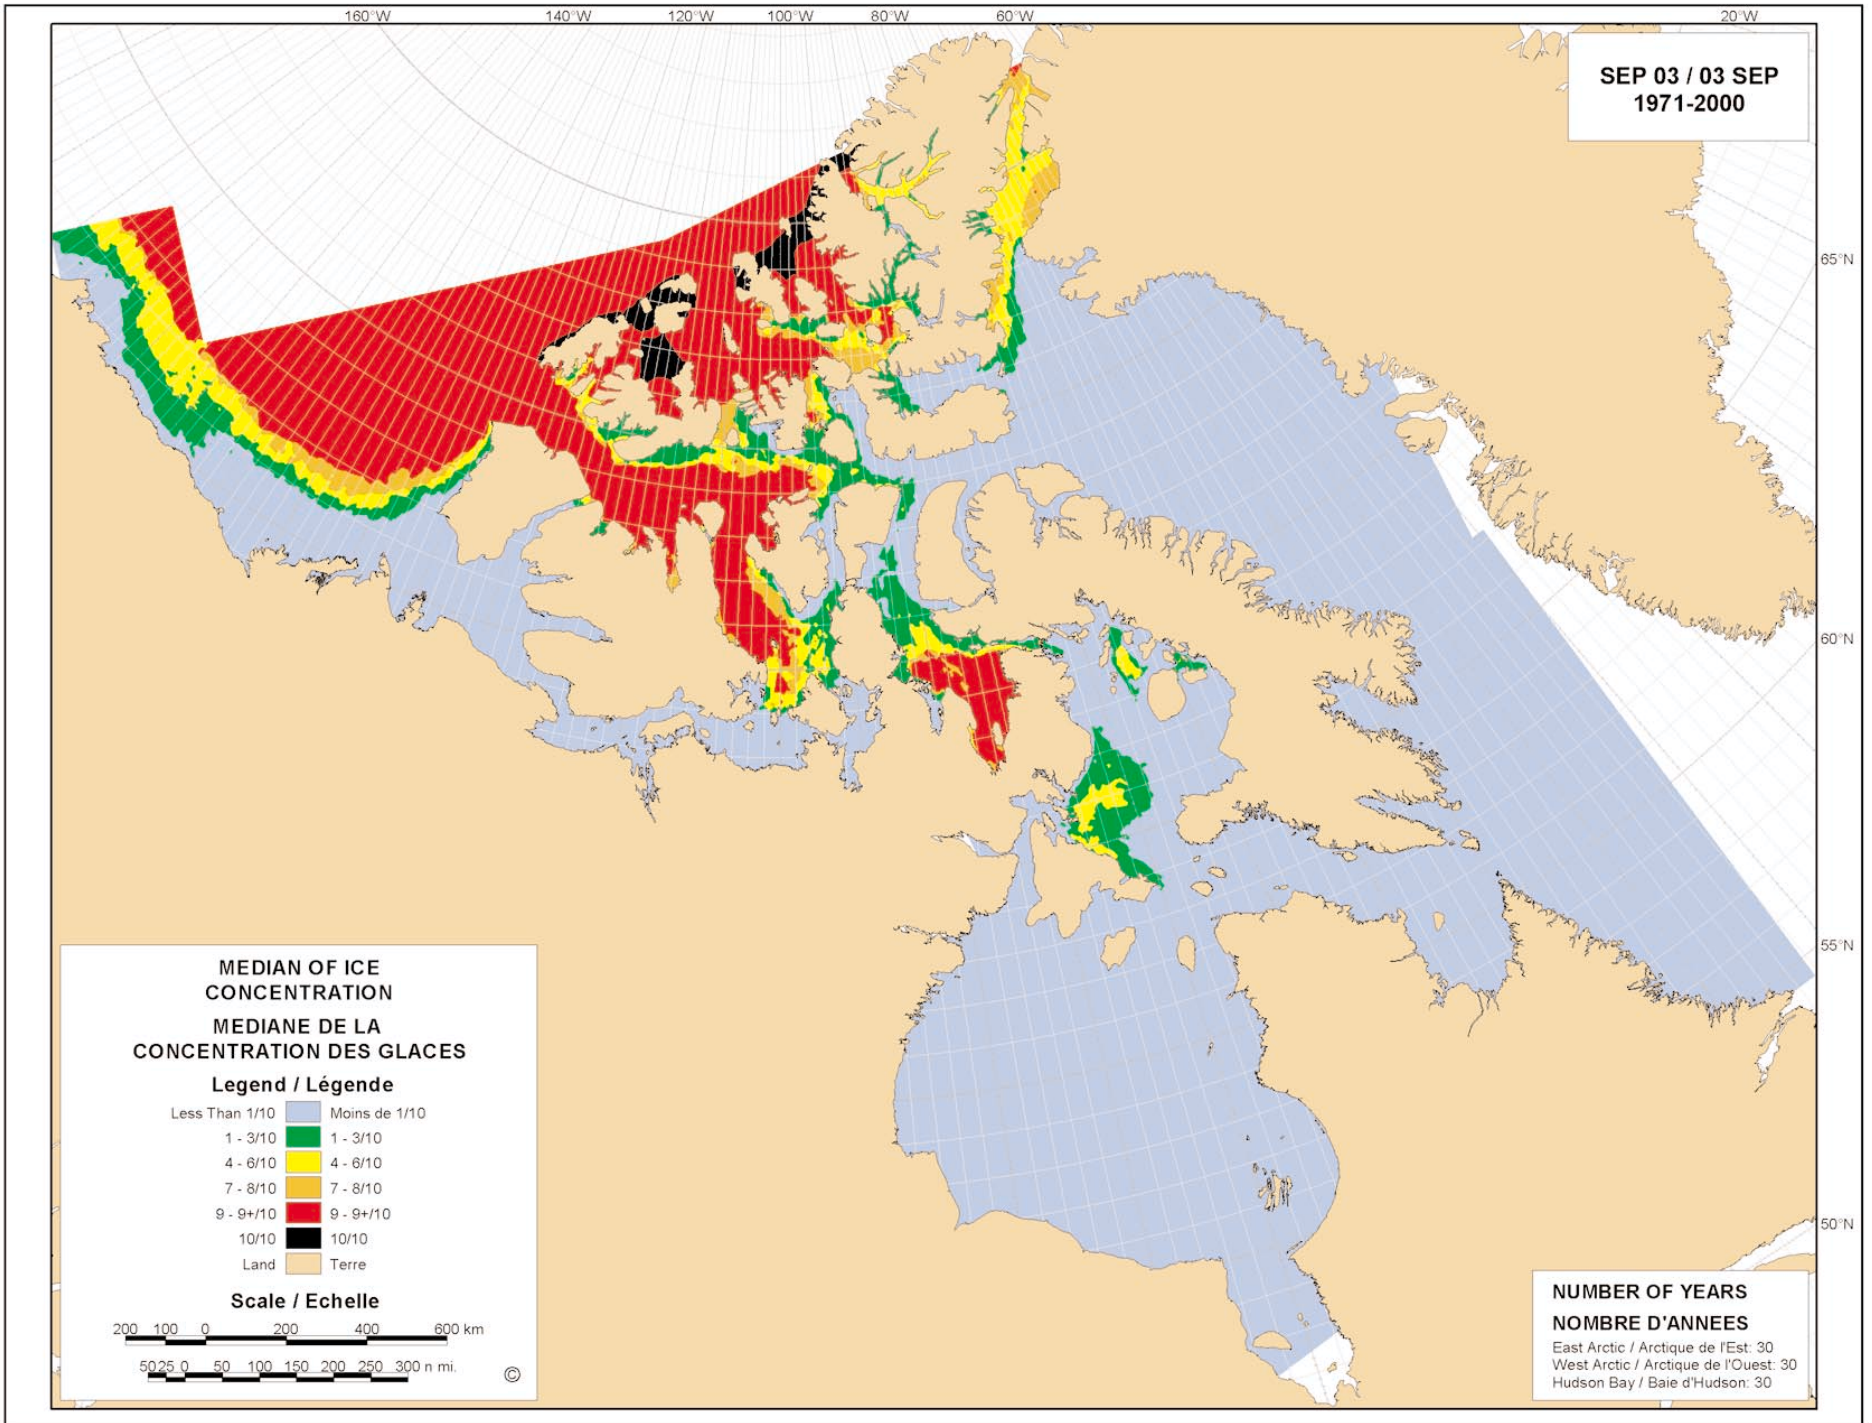 160°W 140°W 120°W 100°W 80°W 60°W 20°W
SEP 03 / 03 SEP
1971-2000
65°N
60°N
55°N
50°N
MEDIAN OF ICE
CONCENTRATION
MEDIANE DE LA
CONCENTRATION DES GLACES
Legend / Légende
Less Than 1/10 Moins de 1/10
1 - 3/10 1 - 3/10
4 - 6/10 4 - 6/10
7 - 8/10 7 - 8/10
9 - 9+/10 9 - 9+/10
10/10 10/10
Land Terre
Scale / Echelle
200 100 0 200 400 600 km
50 25 0 50 100 150 200 250 300 n mi.
©
NUMBER OF YEARS
NOMBRE D'ANNEES
East Arctic / Arctique de l'Est: 30
West Arctic / Arctique de l'Ouest: 30
Hudson Bay / Baie d'Hudson: 30